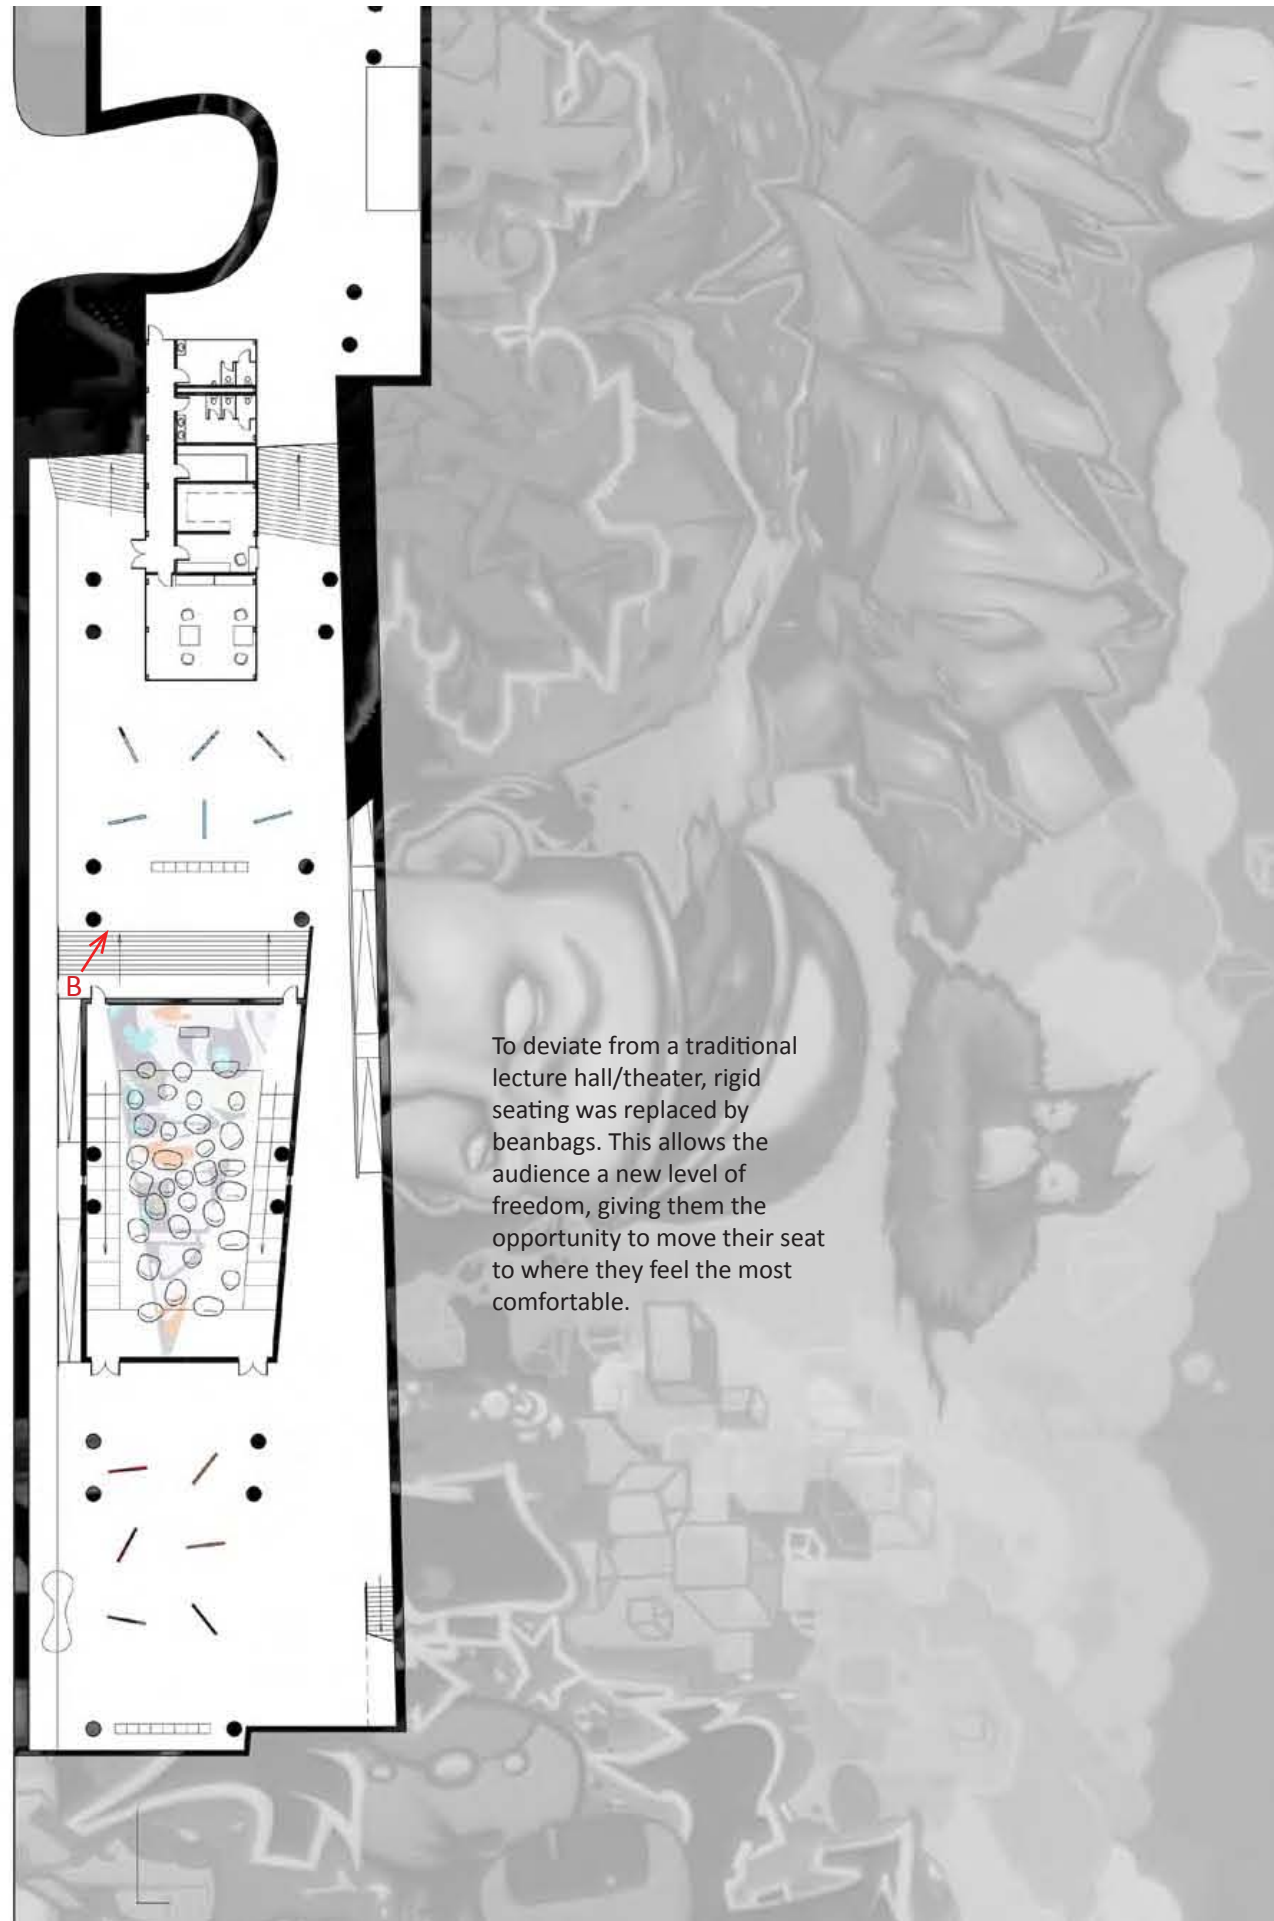 B
To deviate from a traditional
lecture hall/theater, rigid
seating was replaced by
beanbags. This allows the
audience a new level of
freedom, giving them the
opportunity to move their seat
to where they feel the most
comfortable.